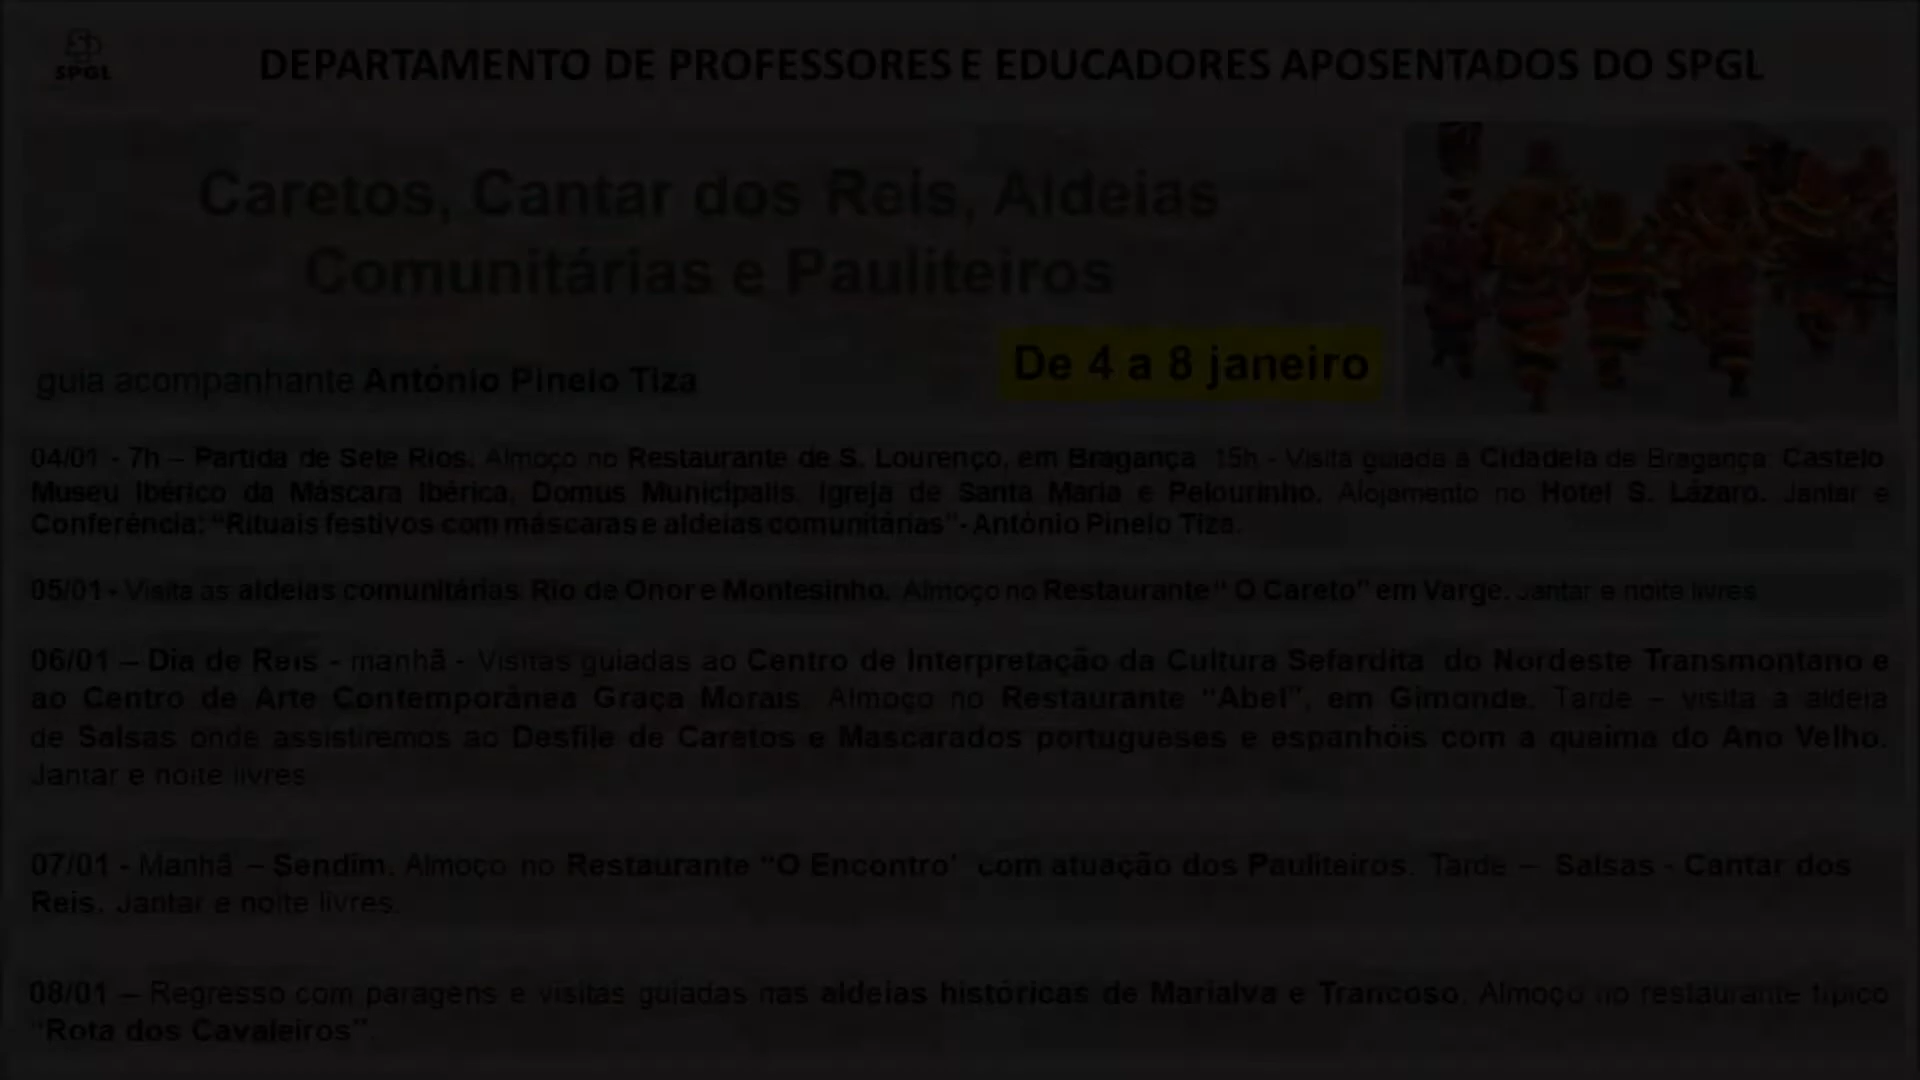 SPGL
DEPARTAMENTO DE PROFESSORES E EDUCADORES APOSENTADOS DO SPGL
Caretos, Cantar dos Reis, Aldeias
Comunitárias e Pauliteiros
De 4 a 8 janeiro
guia acompanhante António Pinelo Tiza
04/01 - 7h – Partida de Sete Rios. Almoço no Restaurante de S. Lourenço, em Bragança. 15h - Visita guiada à Cidadela de Bragança: Castelo
Museu Ibérico da Máscara Ibérica, Domus Municipalis, Igreja de Santa Maria e Pelourinho. Alojamento no Hotel S. Lázaro. Jantar e
Conferência: “Rituais festivos com máscaras e aldeias comunitárias”- António Pinelo Tiza.
05/01 - Visita às aldeias comunitárias Rio de Onor e Montesinho. Almoço no Restaurante “ O Careto” em Varge. Jantar e noite livres
06/01 – Dia de Reis - manhã - Visitas guiadas ao Centro de Interpretação da Cultura Sefardita do Nordeste Transmontano e
ao Centro de Arte Contemporânea Graça Morais. Almoço no Restaurante “Abel”, em Gimonde. Tarde – visita a aldeia
de Salsas onde assistiremos ao Desfile de Caretos e Mascarados portugueses e espanhóis com a queima do Ano Velho.
Jantar e noite livres
07/01 - Manhã – Sendim. Almoço no Restaurante “O Encontro” com atuação dos Pauliteiros. Tarde – Salsas - Cantar dos
Reis. Jantar e noite livres.
08/01 – Regresso com paragens e visitas guiadas nas aldeias históricas de Marialva e Trancoso. Almoço no restaurante típico
“Rota dos Cavaleiros”